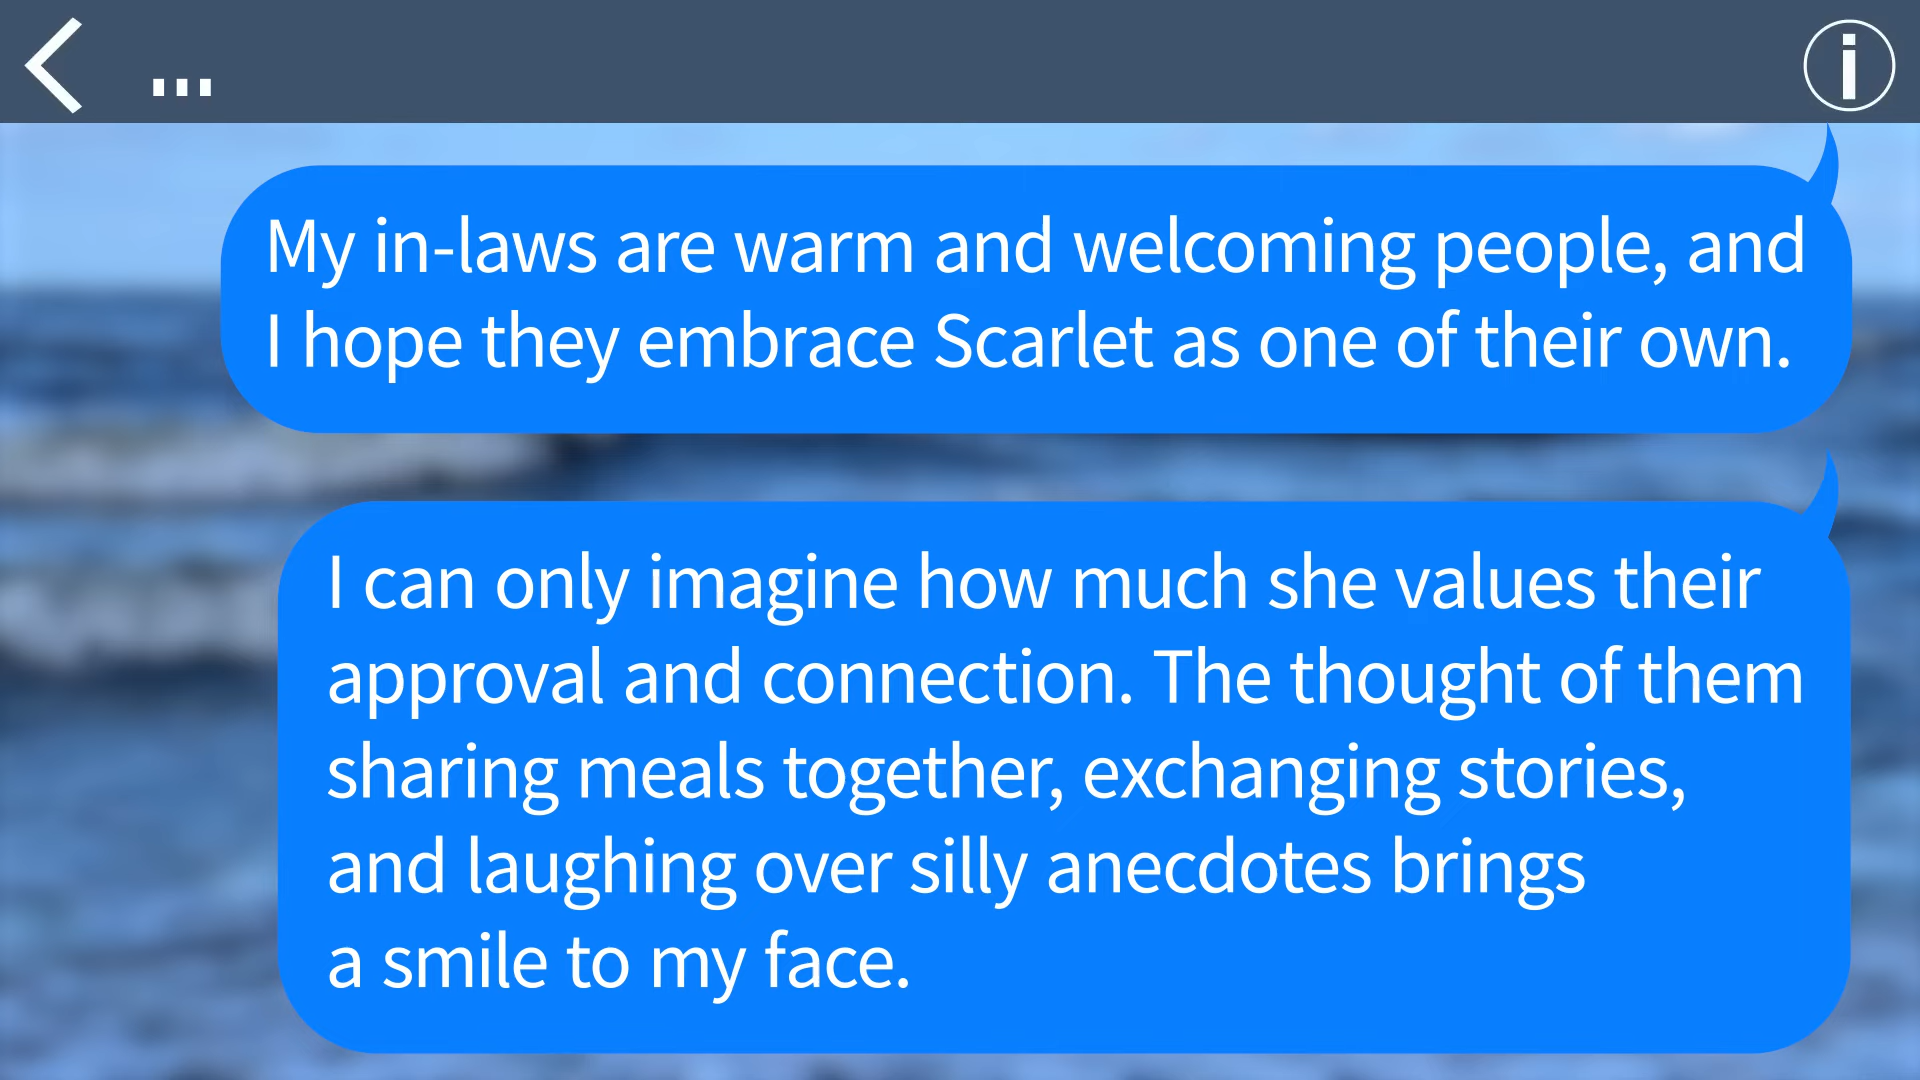 ...
My in-laws are warm and welcoming people, and
I hope they embrace Scarlet as one of their own.
I can only imagine how much she values their
approval and connection. The thought of them
sharing meals together, exchanging stories,
and laughing over silly anecdotes brings
a smile to my face.